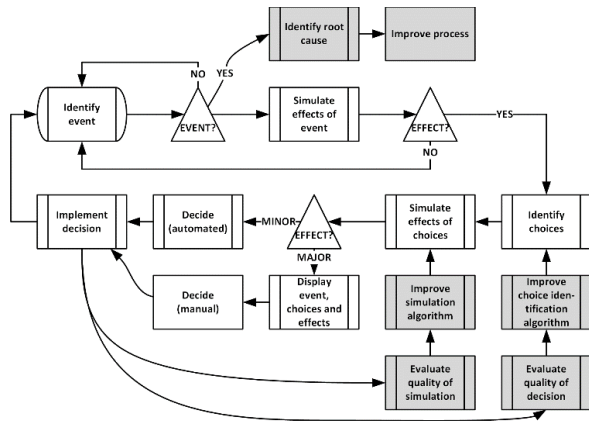 Identify root
cause
Improve process
NO
YES
Identify
event
EVENT?
Simulate
effects of
event
EFFECT?
YES
NO
Implement
decision
Decide
(automated)
MINOR
EFFECT?
MAJOR
Simulate
effects of
choices
Identify
choices
Decide
(manual)
Display
event,
choices and
effects
Improve
simulation
algorithm
Improve
choice iden-
tification
algorithm
Evaluate
quality of
simulation
Evaluate
quality of
decision